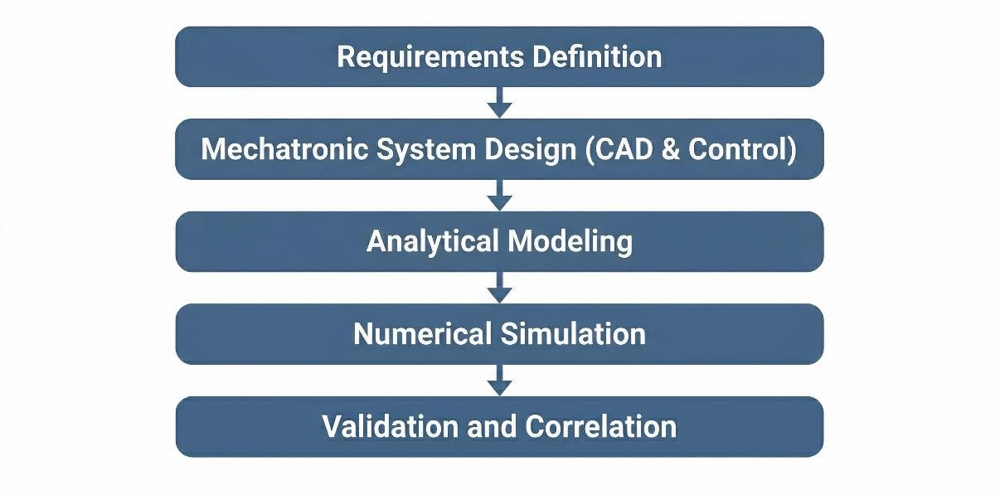 Requirements Definition
Mechatronic System Design (CAD & Control)
Analytical Modeling
Numerical Simulation
Validation and Correlation